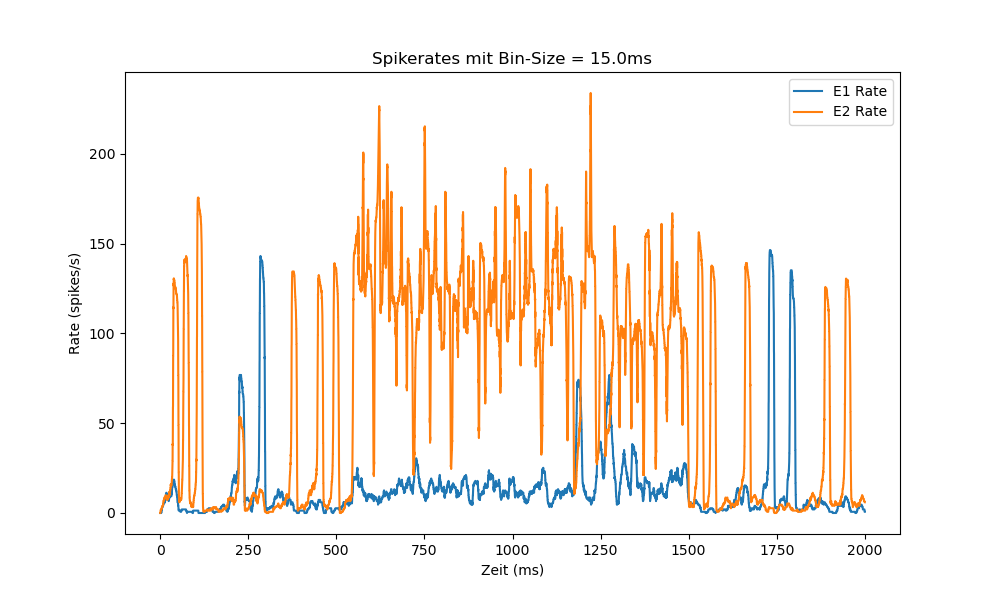 Spikerates mit Bin-Size = 15.0ms
E1 Rate
E2 Rate
Rate (spikes/s)
200
150
100
50
0
0 250 500 750 1000 1250 1500 1750 2000
Zeit (ms)